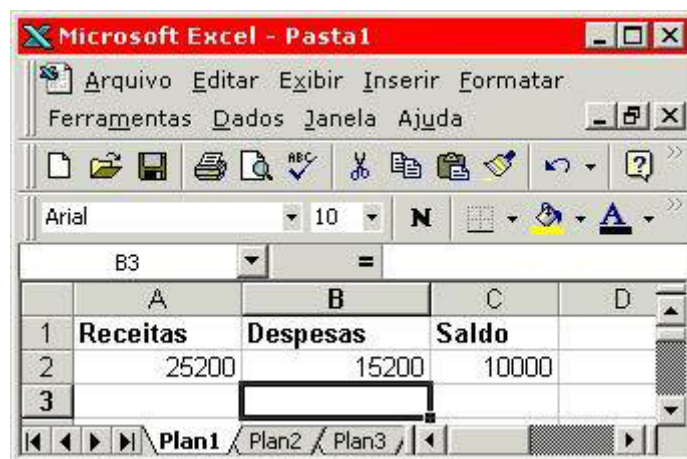 Microsoft Excel - Pasta1
Arquivo Editar Exibir Inserir Formatar
Ferramentas Dados Janela Ajuda
ABC
Arial 10 N A
B3 =
A B C D
1 Receitas Despesas Saldo
2 25200 15200 10000
3
Plan1 Plan2 Plan3